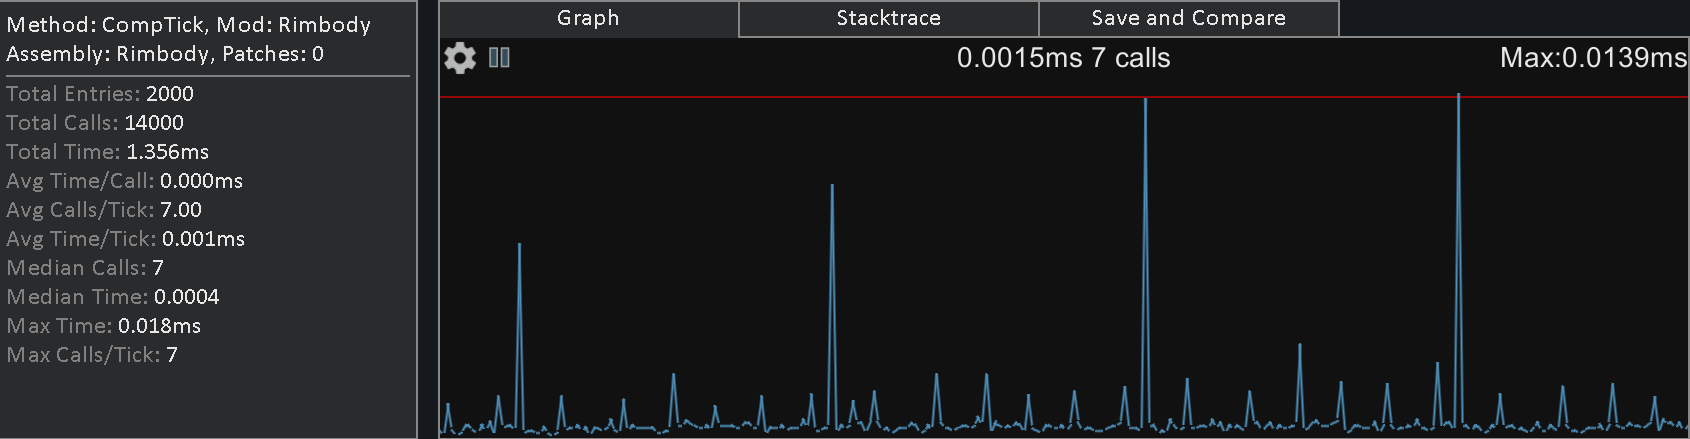 Method: CompTick, Mod: Rimbody
Assembly: Rimbody, Patches: 0
Total Entries: 2000
Total Calls: 14000
Total Time: 1.356ms
Avg Time/Call: 0.000ms
Avg Calls/Tick: 7.00
Avg Time/Tick: 0.001ms
Median Calls: 7
Median Time: 0.0004
Max Time: 0.018ms
Max Calls/Tick: 7
Graph
Stacktrace
Save and Compare
0.0015ms 7 calls
Max:0.0139ms